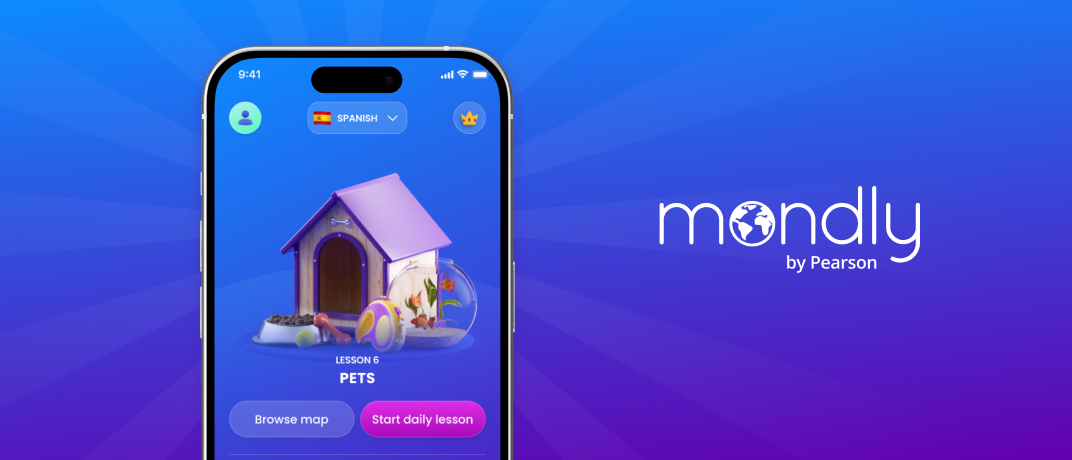 9:41
SPANISH
LESSON 6
PETS
Browse map
Start daily lesson
mondly
by Pearson